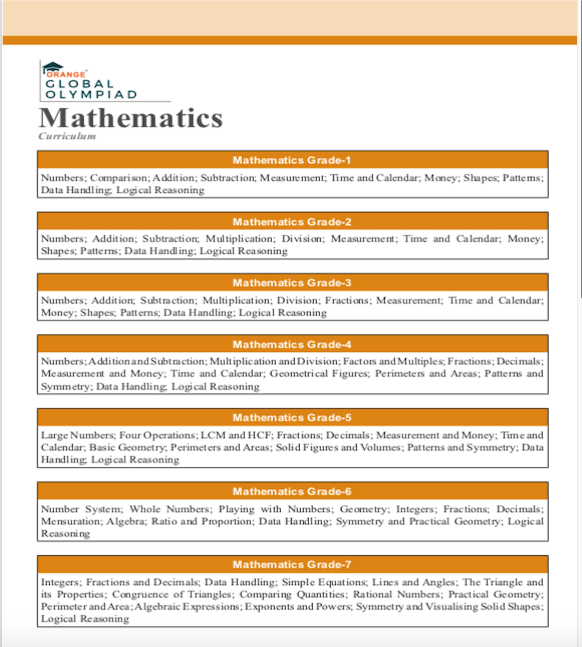 ORANGE
GLOBAL
OLYMPIAD
Mathematics
Curriculum
Mathematics Grade-1
Numbers; Comparison; Addition; Subtraction; Measurement; Time and Calendar; Money; Shapes; Patterns;
Data Handling; Logical Reasoning
Mathematics Grade-2
Numbers; Addition; Subtraction; Multiplication; Division; Measurement; Time and Calendar; Money;
Shapes; Patterns; Data Handling; Logical Reasoning
Mathematics Grade-3
Numbers; Addition; Subtraction; Multiplication; Division; Fractions; Measurement; Time and Calendar;
Money; Shapes; Patterns; Data Handling; Logical Reasoning
Mathematics Grade-4
Numbers; Addition and Subtraction; Multiplication and Division; Factors and Multiples; Fractions; Decimals;
Measurement and Money; Time and Calendar; Geometrical Figures; Perimeters and Areas; Patterns and
Symmetry; Data Handling; Logical Reasoning
Mathematics Grade-5
Large Numbers; Four Operations; LCM and HCF; Fractions; Decimals; Measurement and Money; Time and
Calendar; Basic Geometry; Perimeters and Areas; Solid Figures and Volumes; Patterns and Symmetry; Data
Handling; Logical Reasoning
Mathematics Grade-6
Number System; Whole Numbers; Playing with Numbers; Geometry; Integers; Fractions; Decimals;
Mensuration; Algebra; Ratio and Proportion; Data Handling; Symmetry and Practical Geometry; Logical
Reasoning
Mathematics Grade-7
Integers; Fractions and Decimals; Data Handling; Simple Equations; Lines and Angles; The Triangle and
its Properties; Congruence of Triangles; Comparing Quantities; Rational Numbers; Practical Geometry;
Perimeter and Area; Algebraic Expressions; Exponents and Powers; Symmetry and Visualising Solid Shapes;
Logical Reasoning